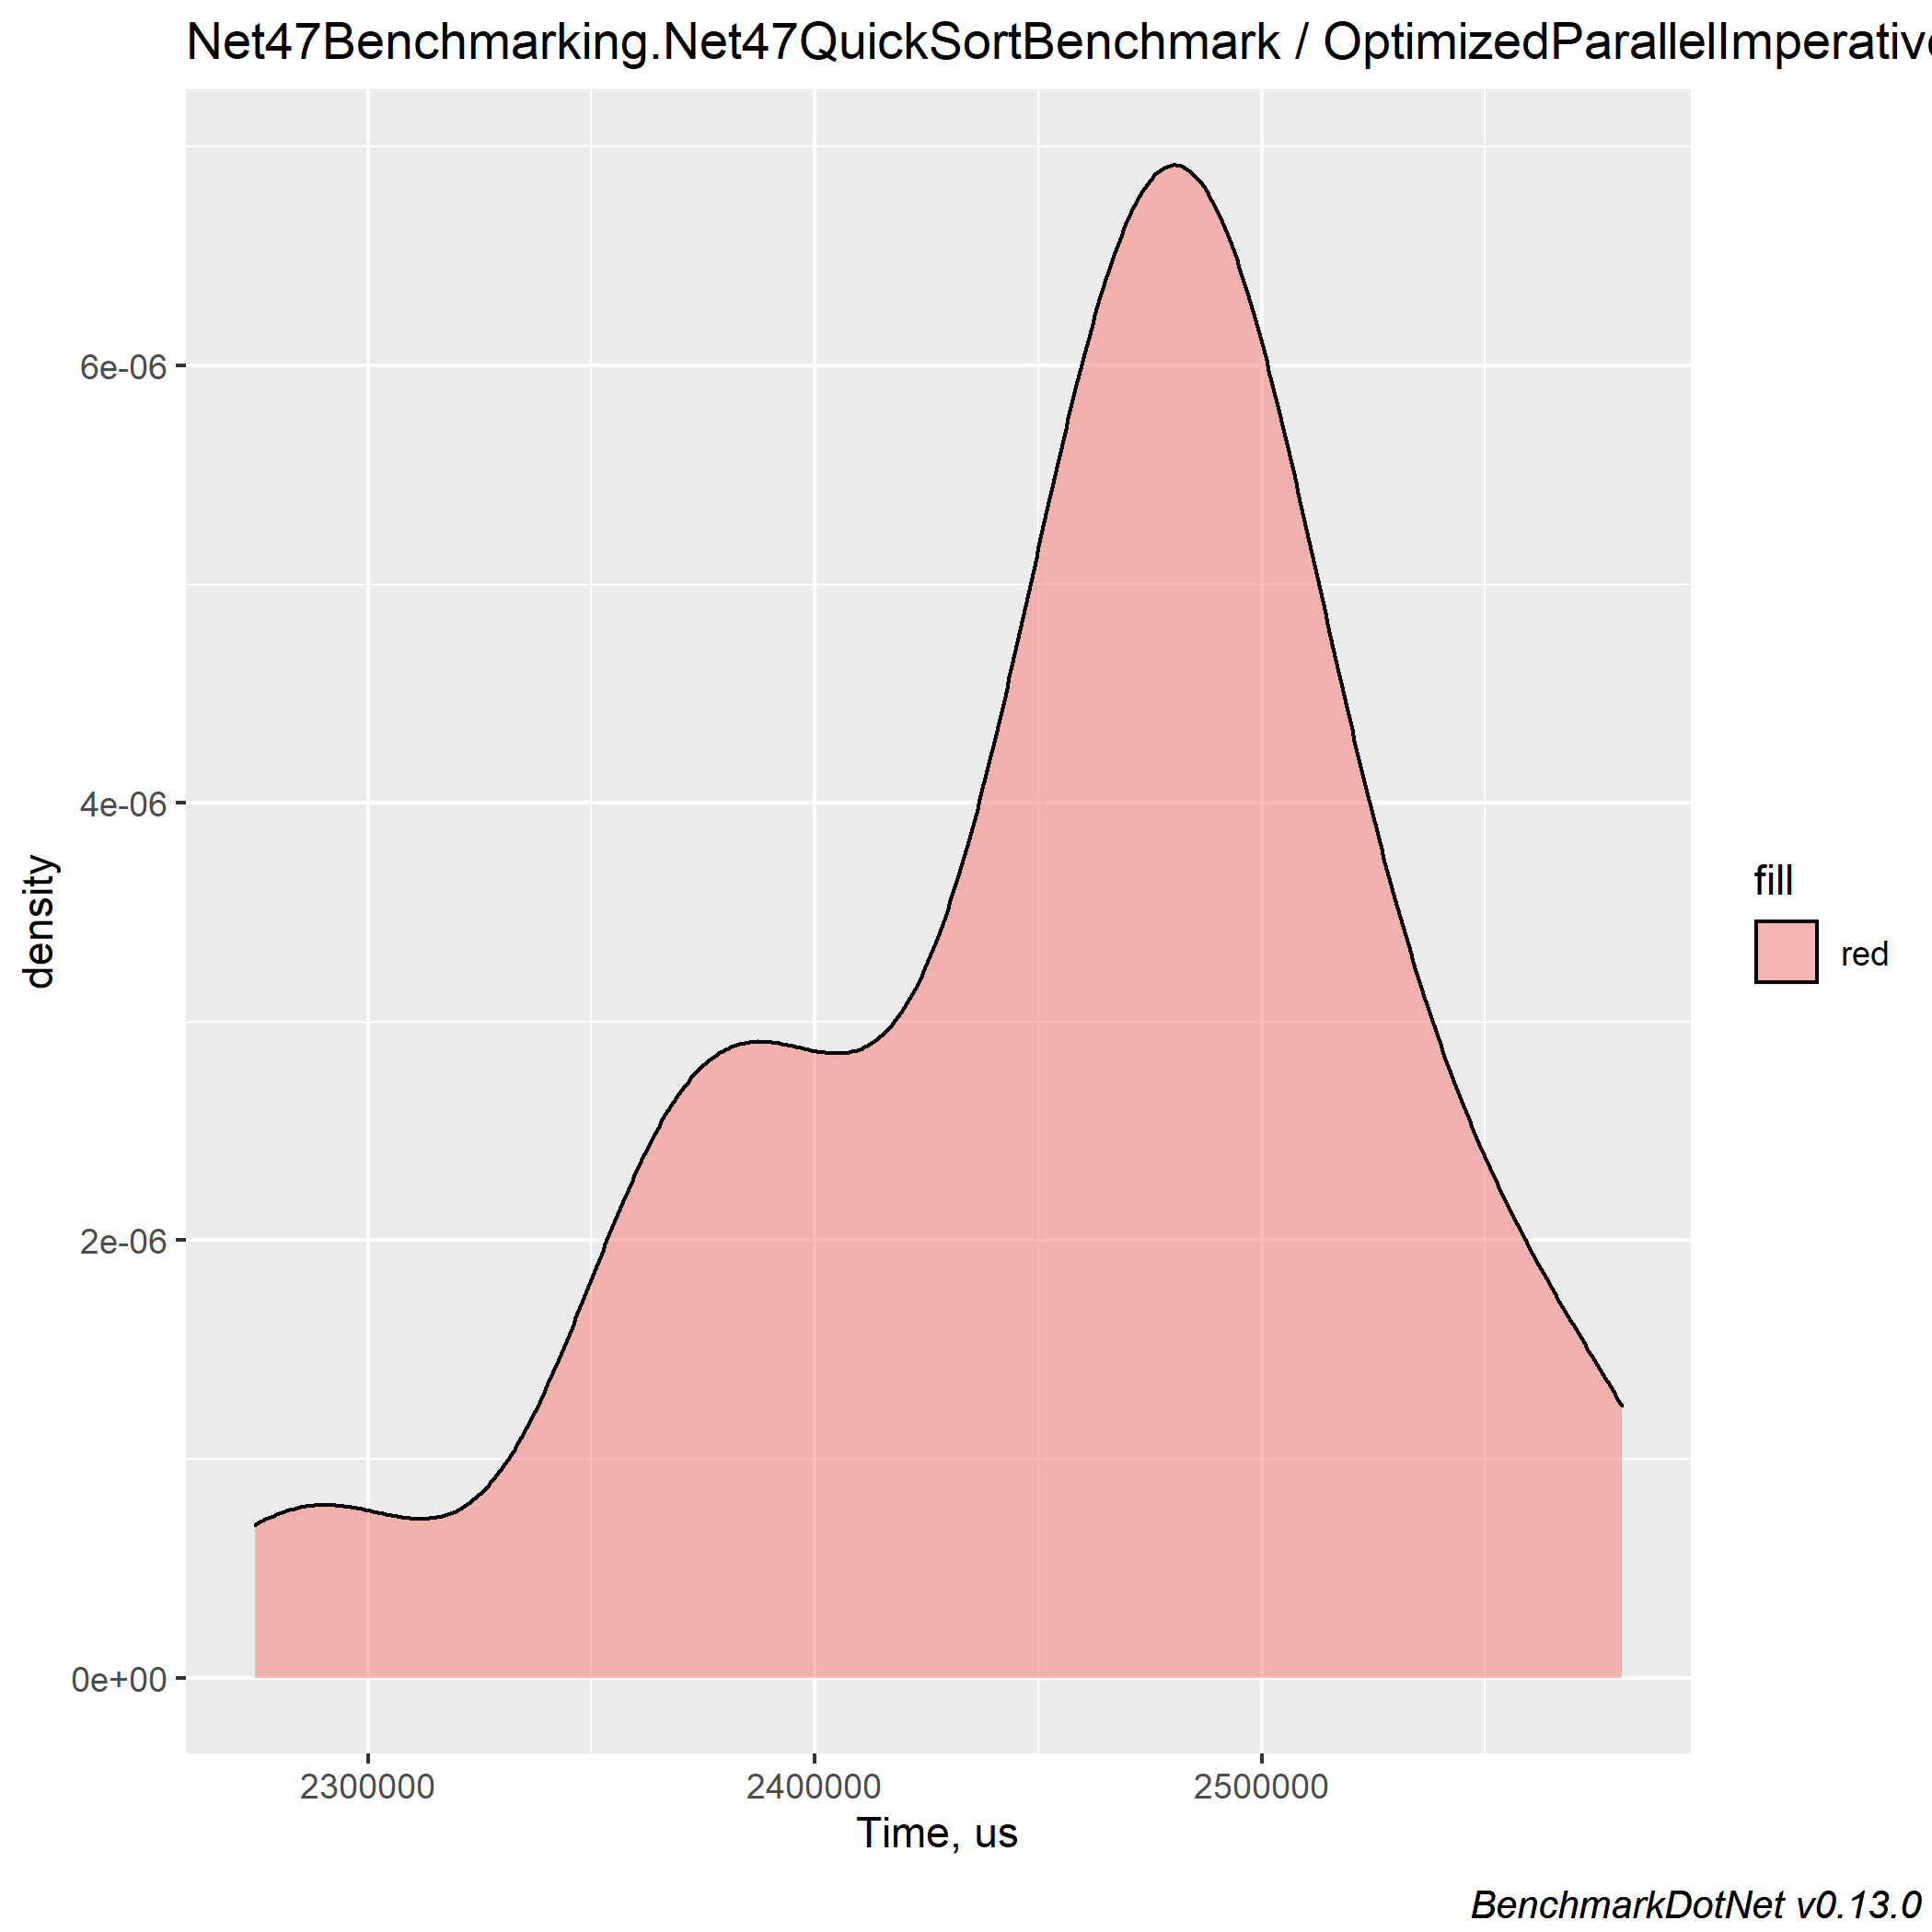 Net47Benchmarking.Net47QuickSortBenchmark / OptimizedParallelImperative
density
6e-06
4e-06
2e-06
0e+00
2300000
2400000
2500000
Time, us
fill
red
BenchmarkDotNet v0.13.0